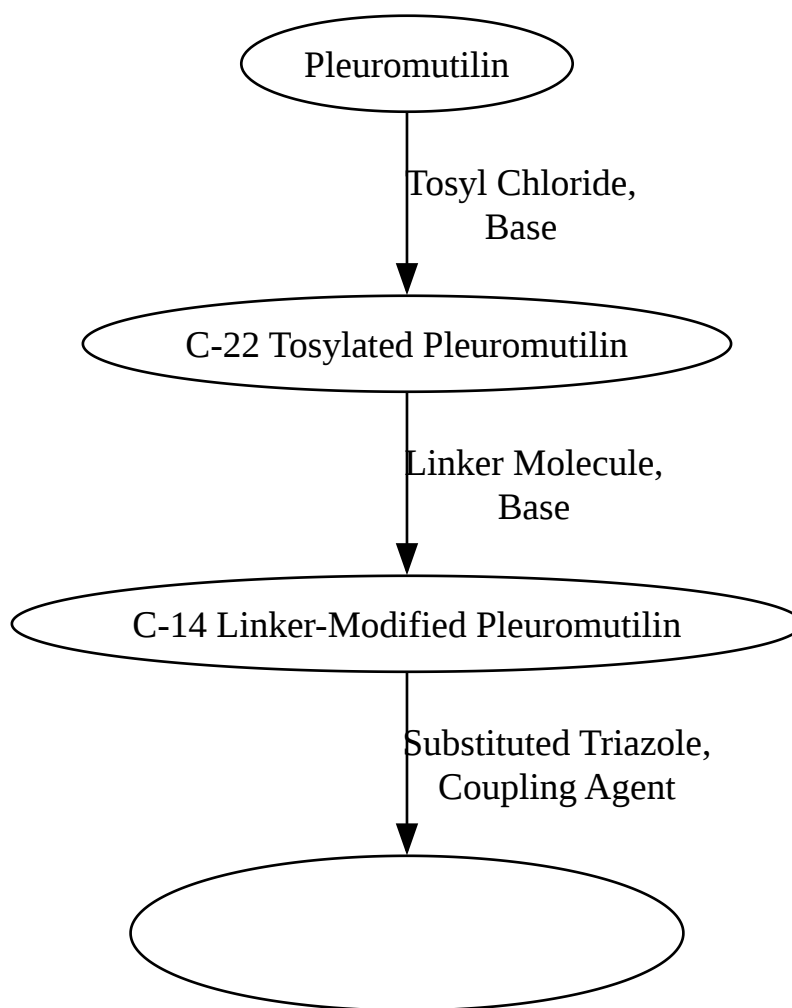 Pleuromutilin
Tosyl Chloride,
Base
C-22 Tosylated Pleuromutilin
Linker Molecule,
Base
C-14 Linker-Modified Pleuromutilin
Substituted Triazole,
Coupling Agent